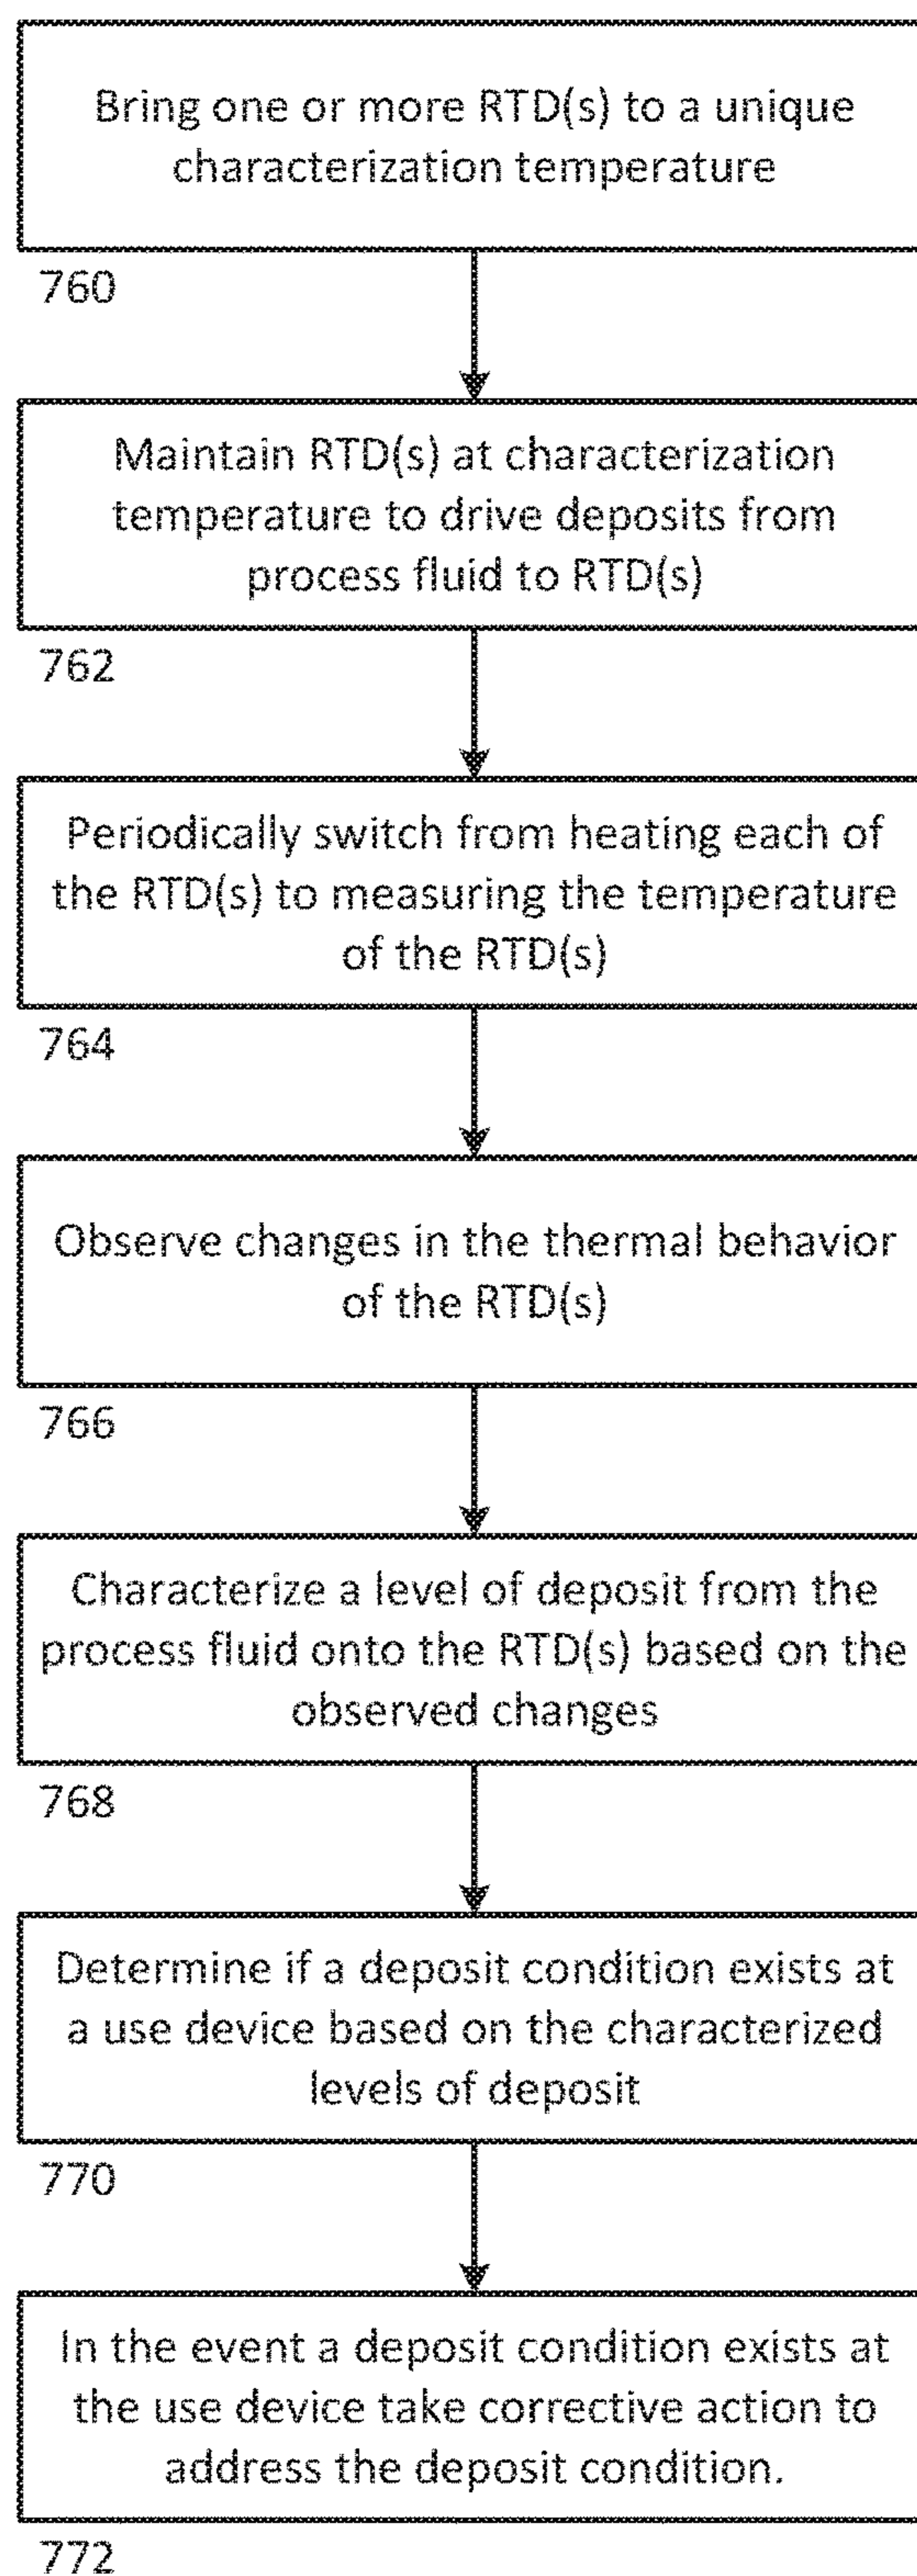 Bring one or more RTD(s) to a unique
characterization temperature
760
Maintain RTD(s) at characterization
temperature to drive deposits from
process fluid to RTD(s)
762
Periodically switch from heating each of
the RTD(s) to measuring the temperature
of the RTD(s)
764
Observe changes in the thermal behavior
of the RTD(s)
766
Characterize a level of deposit from the
process fluid onto the RTD(s) based on the
observed changes
768
Determine if a deposit condition exists at
a use device based on the characterized
levels of deposit
770
In the event a deposit condition exists at
the use device take corrective action to
address the deposit condition.
772